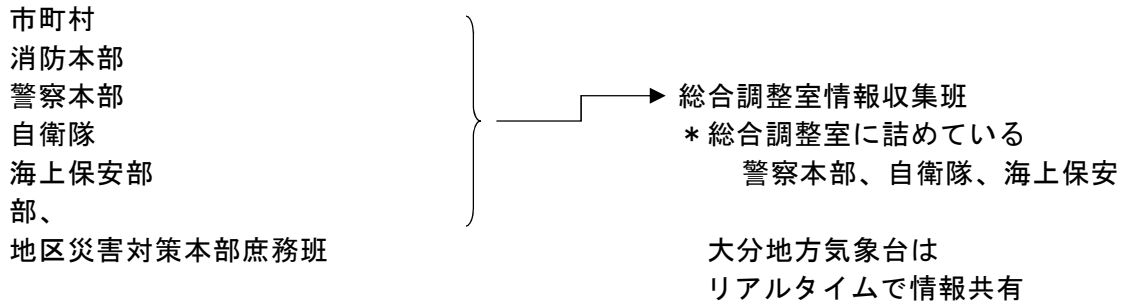 市町村
消防本部
警察本部
自衛隊
海上保安部
部、
地区災害対策本部庶務班
総合調整室情報収集班
＊総合調整室に詰めている
警察本部、自衛隊、海上保安
大分地方気象台は
リアルタイムで情報共有